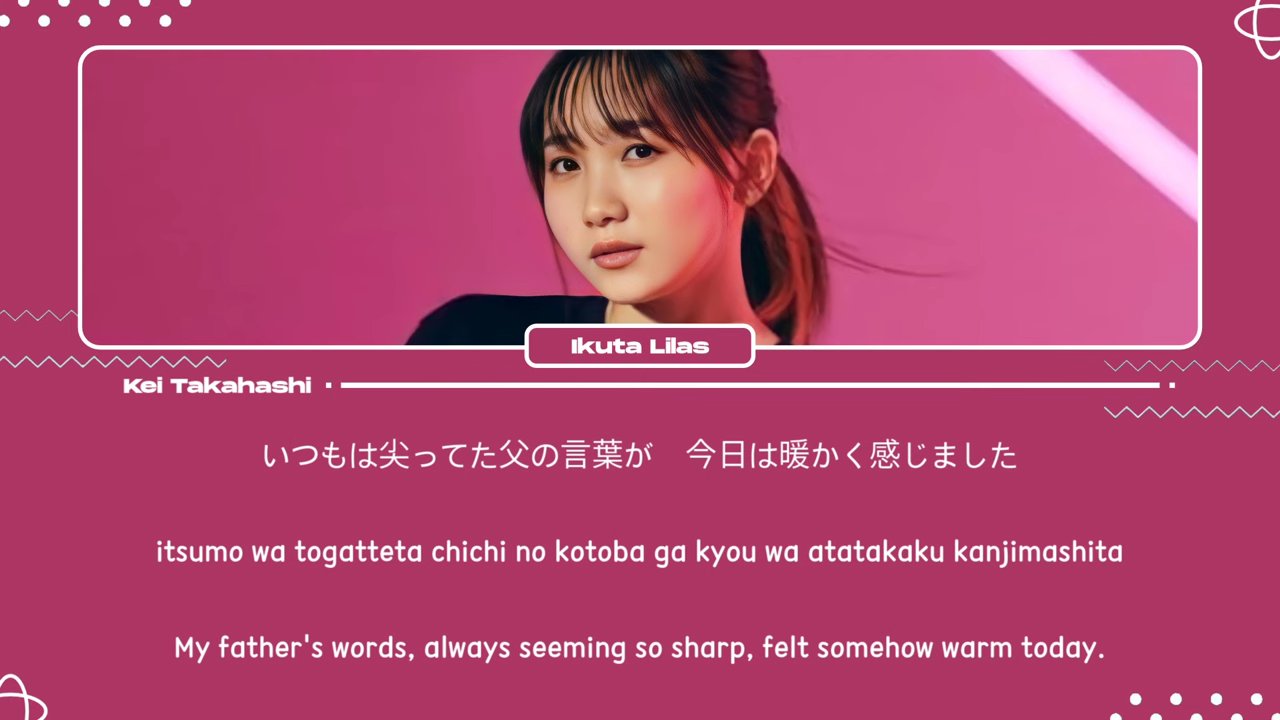 Ikuta Lilas
Kei Takahashi
いつもは尖ってた父の言葉が　今日は暖かく感じました
itsumo wa togatteta chichi no kotoba ga kyou wa atatakaku kanjimashita
My father's words, always seeming so sharp, felt somehow warm today.